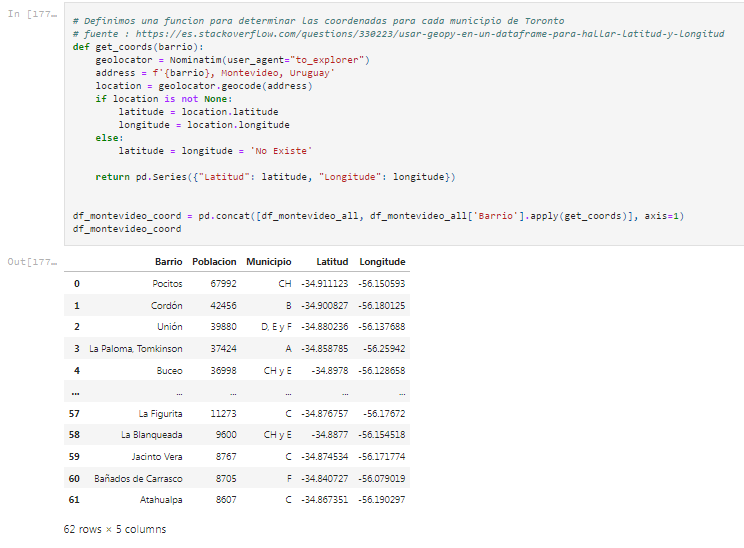 In [177…
# Definimos una funcion para determinar las coordenadas para cada municipio de Toronto
# fuente : https://es.stackoverflow.com/questions/330223/usar-geopy-en-un-dataframe-para-hallar-latitud-y-longitud
def get_coords(barrio):
    geolocator = Nominatim(user_agent="to_explorer")
    address = f'{barrio}, Montevideo, Uruguay'
    location = geolocator.geocode(address)
    if location is not None:
        latitude = location.latitude
        longitude = location.longitude
    else:
        latitude = longitude = 'No Existe'
    return pd.Series({"Latitud": latitude, "Longitude": longitude})
df_montevideo_coord = pd.concat([df_montevideo_all, df_montevideo_all['Barrio'].apply(get_coords)], axis=1)
df_montevideo_coord
Out[177…
Barrio Poblacion Municipio Latitud Longitude
0 Pocitos 67992 CH -34.911123 -56.150593
1 Cordón 42456 B -34.900827 -56.180125
2 Unión 39880 D, E y F -34.880236 -56.137688
3 La Paloma, Tomkinson 37424 A -34.858785 -56.25942
4 Buceo 36998 CH y E -34.8978 -56.128658
... ... ... ... ... ...
57 La Figurita 11273 C -34.876757 -56.17672
58 La Blanqueada 9600 CH y E -34.8877 -56.154518
59 Jacinto Vera 8767 C -34.874534 -56.171774
60 Bañados de Carrasco 8705 F -34.840727 -56.079019
61 Atahualpa 8607 C -34.867351 -56.190297
62 rows × 5 columns